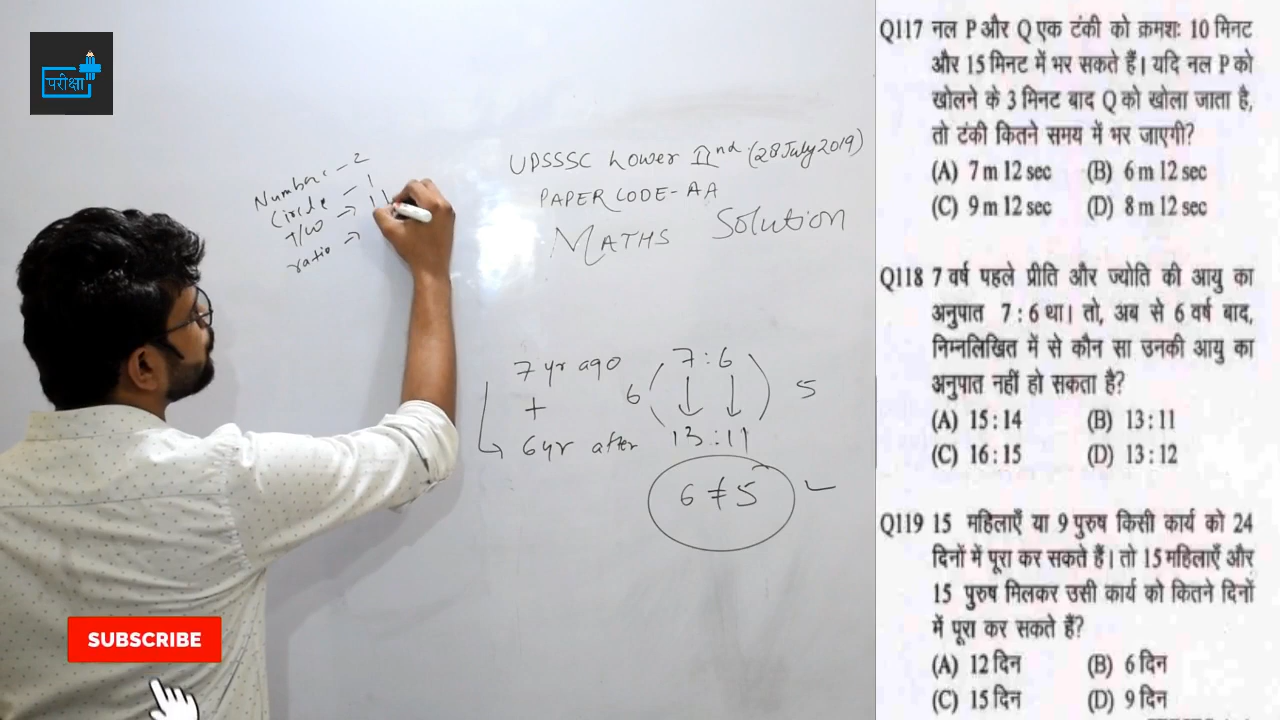 परीक्षा
Number - 2
Circle - 1
T/W → 1 1
ratio →
UPSSSC Lower IInd (28 July 2019)
PAPER CODE - AA
MATHS Solution
7 yr ago 6 ( 7 : 6 ) 5
+
6 yr after 13 : 11
6 ≠ 5
SUBSCRIBE
Q117 नल P और Q एक टंकी को क्रमशः 10 मिनट
और 15 मिनट में भर सकते हैं। यदि नल P को
खोलने के 3 मिनट बाद Q को खोला जाता है,
तो टंकी कितने समय में भर जाएगी?
(A) 7 m 12 sec (B) 6 m 12 sec
(C) 9 m 12 sec (D) 8 m 12 sec
Q118 7 वर्ष पहले प्रीति और ज्योति की आयु का
अनुपात 7 : 6 था। तो, अब से 6 वर्ष बाद,
निम्नलिखित में से कौन सा उनकी आयु का
अनुपात नहीं हो सकता है?
(A) 15 : 14 (B) 13 : 11
(C) 16 : 15 (D) 13 : 12
Q119 15 महिलाएँ या 9 पुरुष किसी कार्य को 24
दिनों में पूरा कर सकते हैं। तो 15 महिलाएँ और
15 पुरुष मिलकर उसी कार्य को कितने दिनों
में पूरा कर सकते हैं?
(A) 12 दिन (B) 6 दिन
(C) 15 दिन (D) 9 दिन